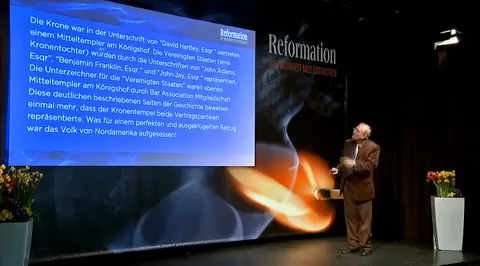 Die Krone war in der Unterschrift von "David Hartley, Esqr" vertreten,
einem Mitteltempler am Königshof. Die Vereinigten Staaten (eine
Kronentochter) wurden durch die Unterschriften von "John Adams,
Esqr", "Benjamin Franklin, Esqr," und "John Jay, Esqr" repräsentiert.
Die Unterzeichner für die "Vereinigten Staaten" waren ebenso
Mitteltempler am Königshof durch Bar Association Mitgliedschaft.
Diese deutlichen beschriebenen Seiten der Geschichte beweisen
einmal mehr, dass der Kronentempel beide Vertragsparteien
repräsentierte. Was für einem perfekten und ausgeklügelten Betrug
war das Volk von Nordamerika aufgesessen!
Reformation
Reformation